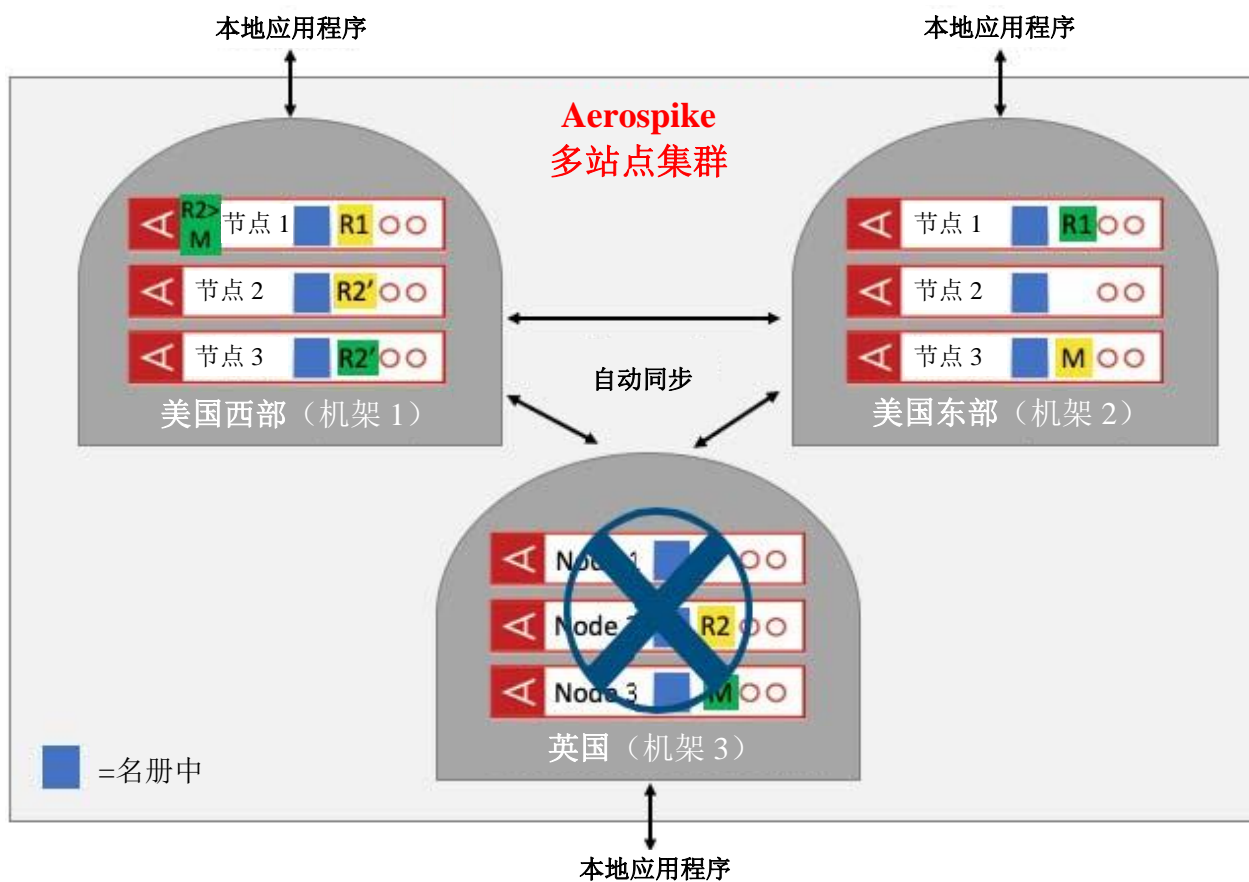 本地应用程序
本地应用程序
Aerospike
多站点集群
R2>
M
节点 1
R1
节点 2
R2′
节点 3
R2′
美国西部（机架 1）
节点 1
R1
节点 2
节点 3
M
美国东部（机架 2）
自动同步
Node 1
Node
R2
Node 3
M
英国（机架 3）
=名册中
本地应用程序